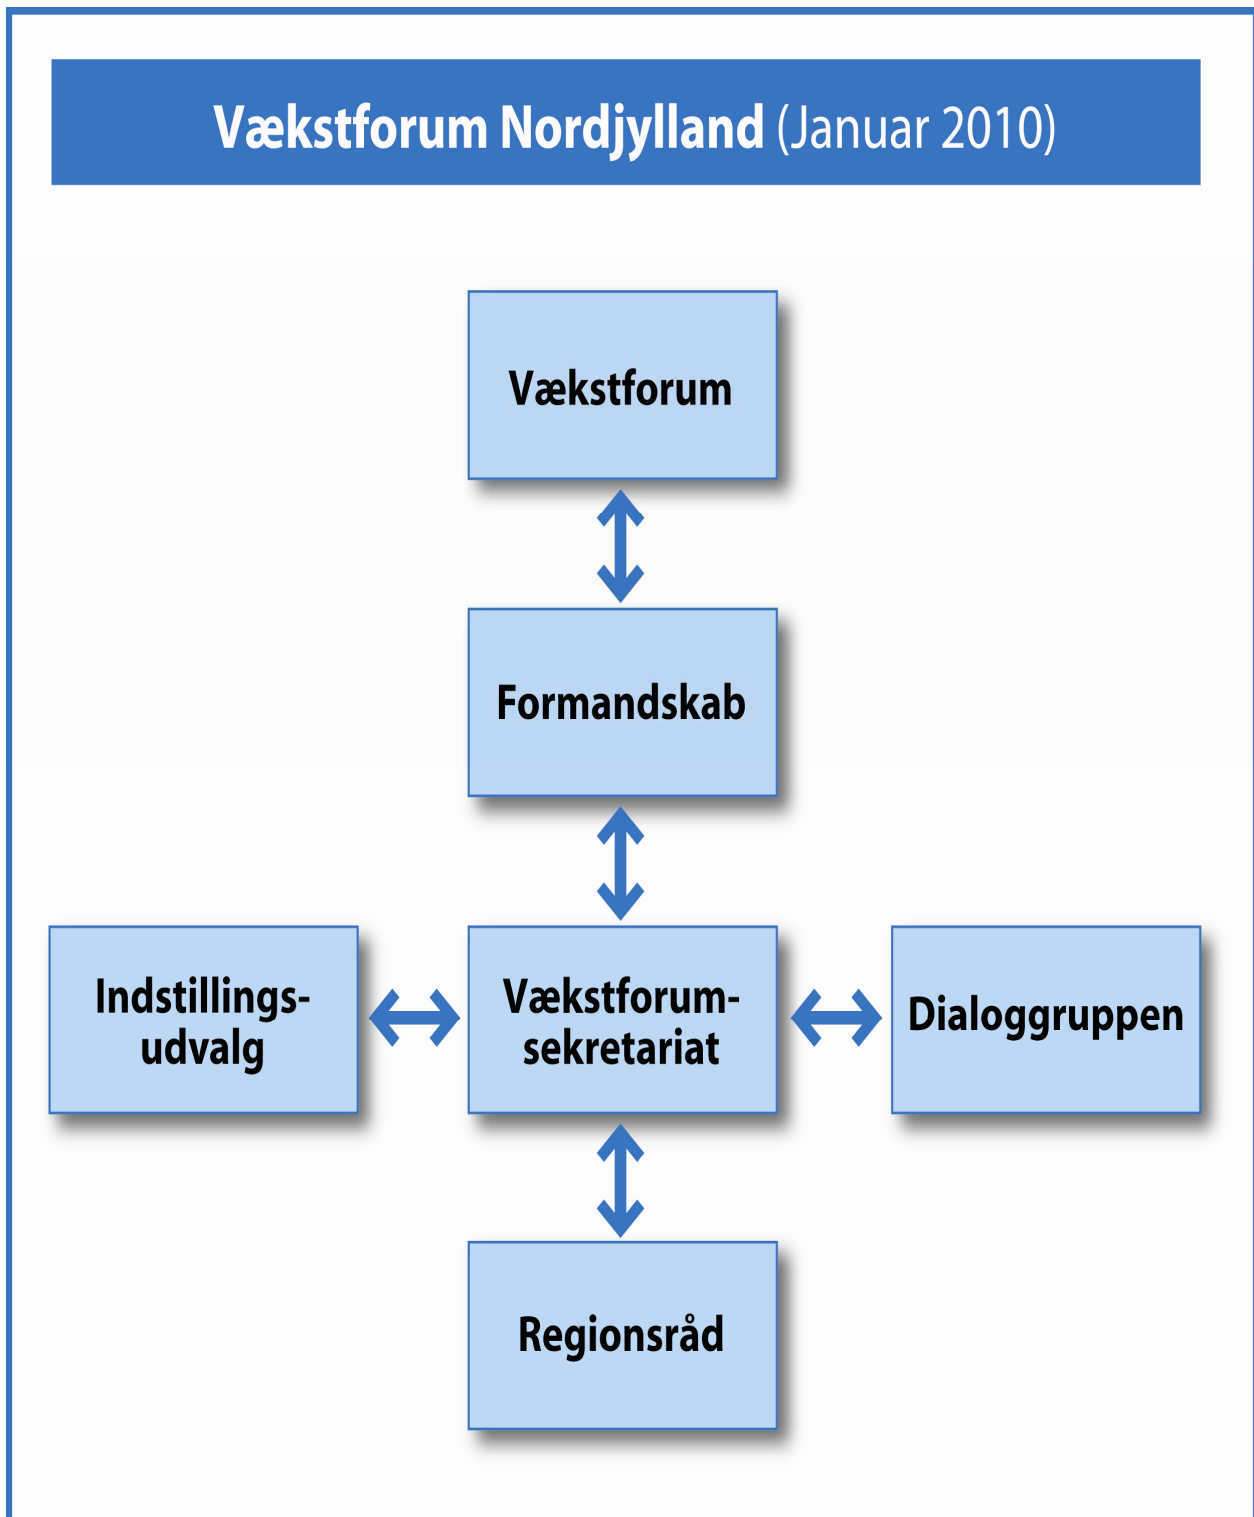 Vækstforum Nordjylland (Januar 2010)
Vækstforum
Formandskab
Indstillings-
udvalg
Vækstforum-
sekretariat
Dialoggruppen
Regionsråd